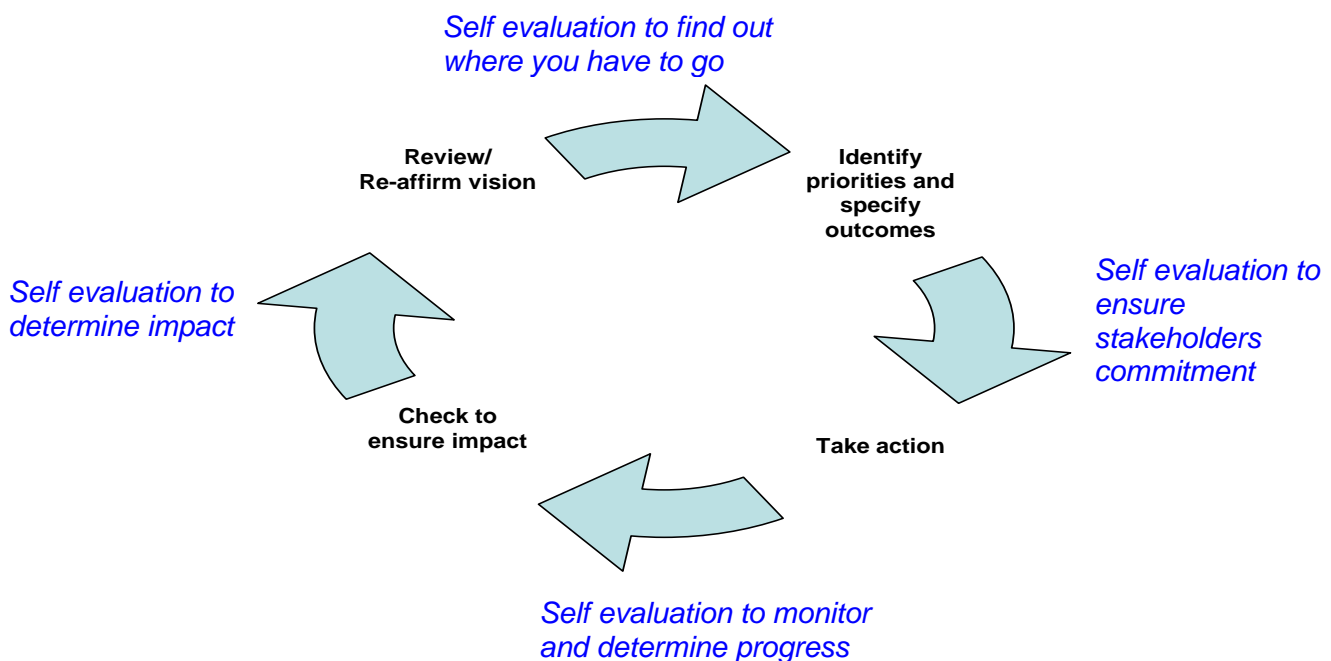 Self evaluation to find out
where you have to go
Review/
Re-affirm vision
Identify
priorities and
specify
outcomes
Self evaluation to
ensure
stakeholders
commitment
Self evaluation to
determine impact
Check to
ensure impact
Take action
Self evaluation to monitor
and determine progress